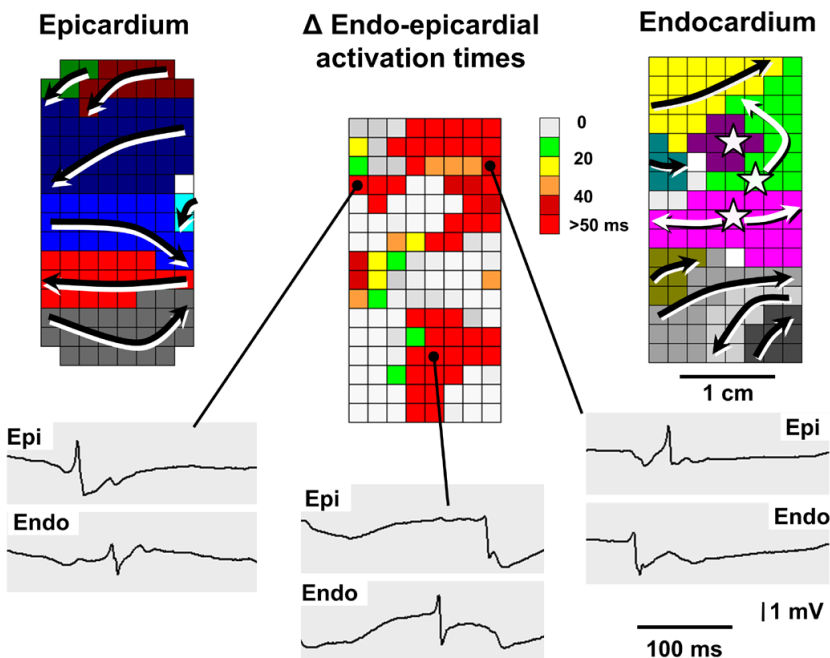 Epicardium
Δ Endo-epicardial
activation times
Endocardium
0
20
40
>50 ms
1 cm
Epi
Endo
Epi
Endo
Epi
Endo
1 mV
100 ms